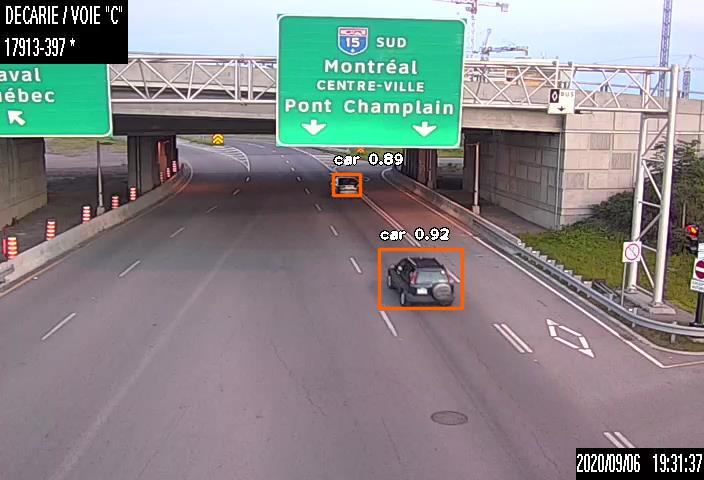 DECARIE / VOIE "C"
17913-397 *
aval
ébec
15 SUD
Montréal
CENTRE-VILLE
Pont Champlain
BUS
car 0.89
car 0.92
2020/09/06 19:31:37